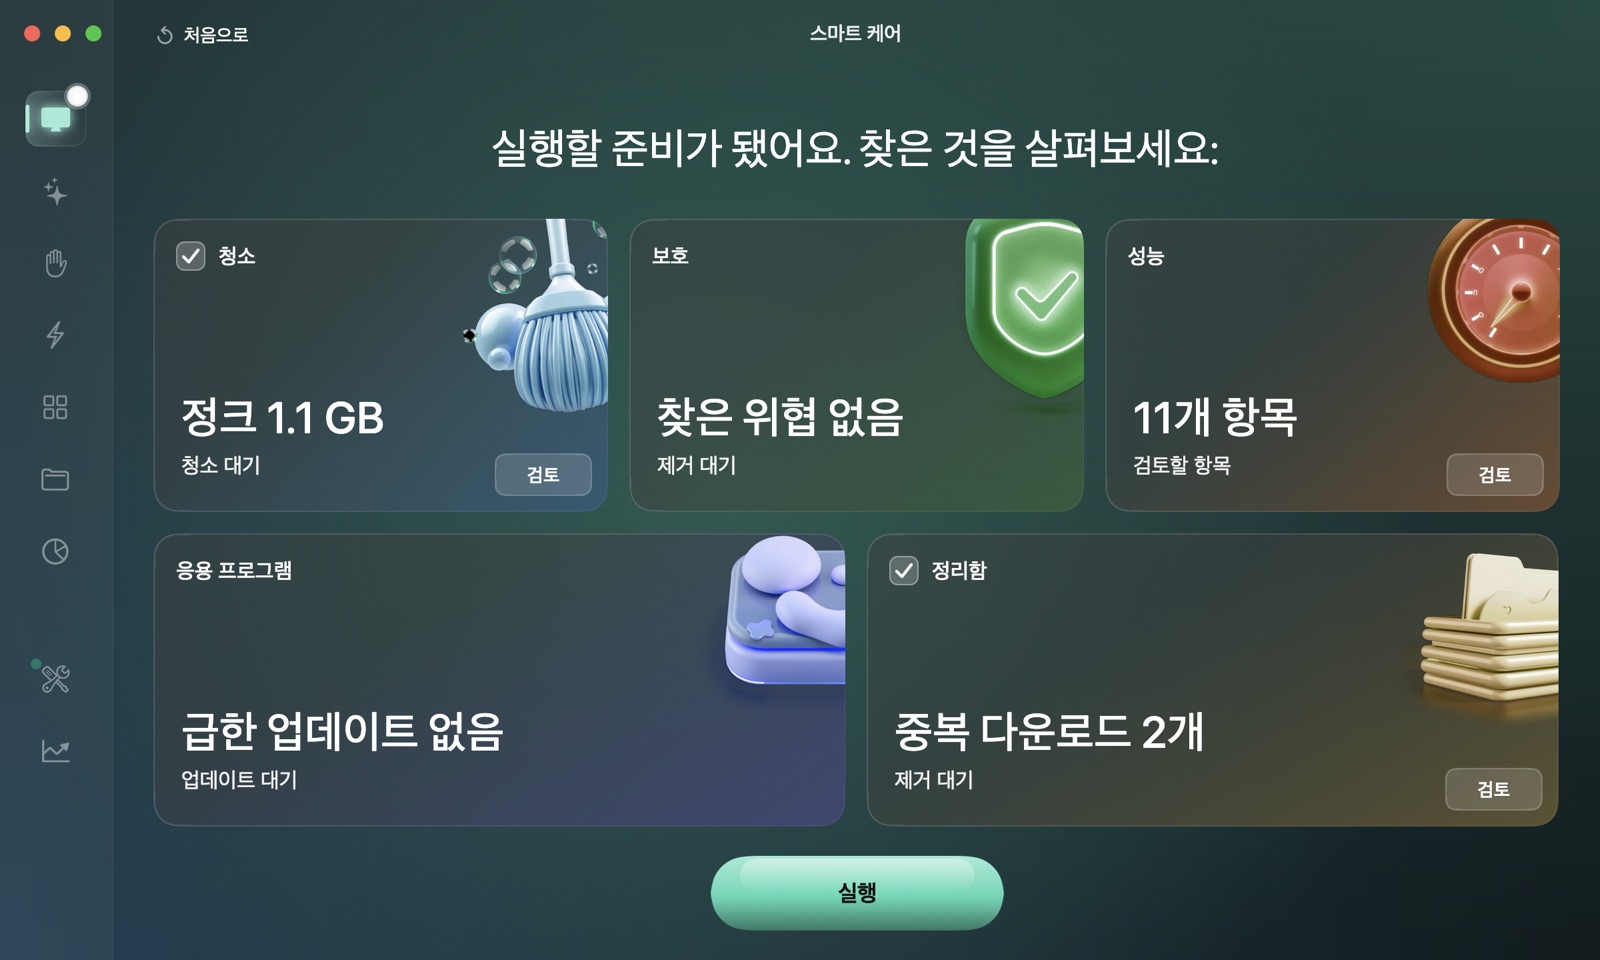 처음으로
스마트 케어
실행할 준비가 됐어요. 찾은 것을 살펴보세요:
청소
정크 1.1 GB
청소 대기
검토
보호
찾은 위협 없음
제거 대기
성능
11개 항목
검토할 항목
검토
응용 프로그램
급한 업데이트 없음
업데이트 대기
정리함
중복 다운로드 2개
제거 대기
검토
실행